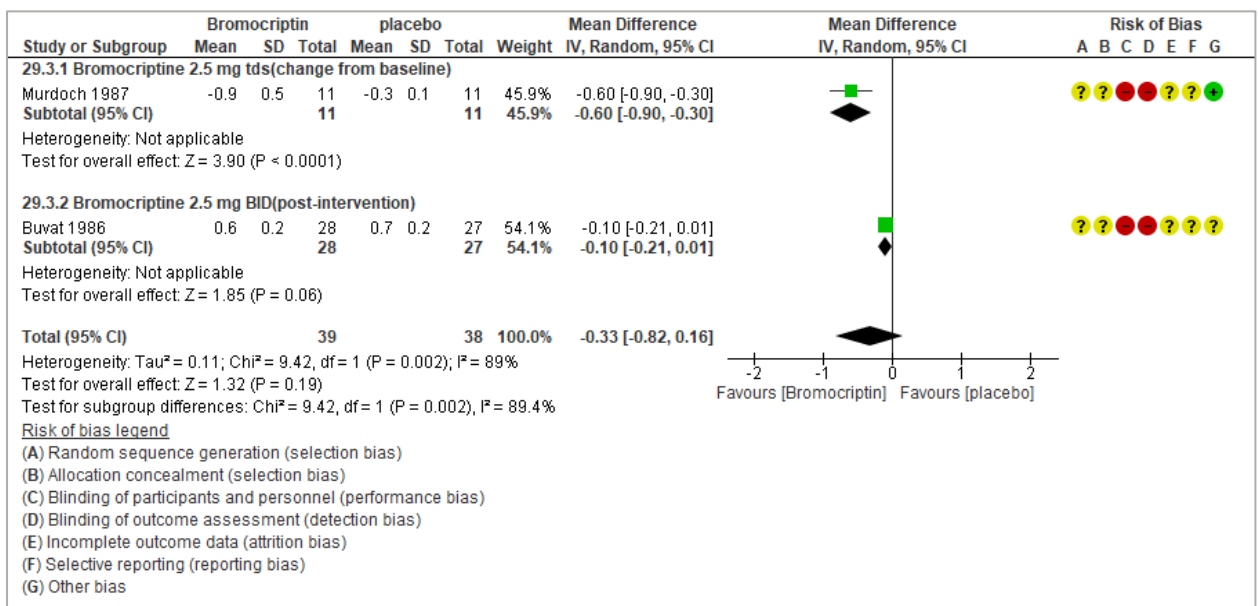 Bromocriptin placebo Mean Difference Mean Difference Risk of Bias
Study or Subgroup Mean SD Total Mean SD Total Weight IV, Random, 95% CI IV, Random, 95% CI A B C D E F G
29.3.1 Bromocriptine 2.5 mg tds(change from baseline)
Murdoch 1987 -0.9 0.5 11 -0.3 0.1 11 45.9% -0.60 [-0.90, -0.30] ? ? - - ? ? +
Subtotal (95% CI) 11 11 45.9% -0.60 [-0.90, -0.30]
Heterogeneity: Not applicable
Test for overall effect: Z = 3.90 (P < 0.0001)
29.3.2 Bromocriptine 2.5 mg BID(post-intervention)
Buvat 1986 0.6 0.2 28 0.7 0.2 27 54.1% -0.10 [-0.21, 0.01] ? ? - - ? ? ?
Subtotal (95% CI) 28 27 54.1% -0.10 [-0.21, 0.01]
Heterogeneity: Not applicable
Test for overall effect: Z = 1.85 (P = 0.06)
Total (95% CI) 39 38 100.0% -0.33 [-0.82, 0.16]
Heterogeneity: Tau² = 0.11; Chi² = 9.42, df = 1 (P = 0.002); I² = 89%
Test for overall effect: Z = 1.32 (P = 0.19)
Test for subgroup differences: Chi² = 9.42, df = 1 (P = 0.002), I² = 89.4%
-2 -1 0 1 2
Favours [Bromocriptin] Favours [placebo]
Risk of bias legend
(A) Random sequence generation (selection bias)
(B) Allocation concealment (selection bias)
(C) Blinding of participants and personnel (performance bias)
(D) Blinding of outcome assessment (detection bias)
(E) Incomplete outcome data (attrition bias)
(F) Selective reporting (reporting bias)
(G) Other bias